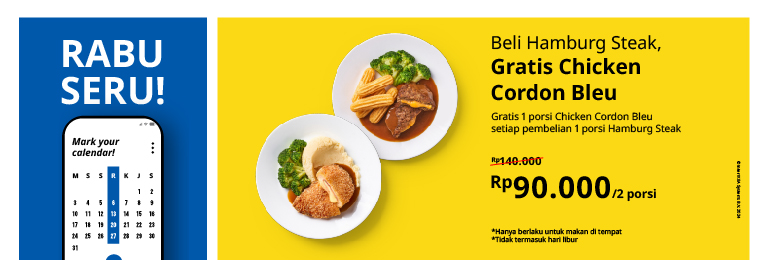 RABU
SERU!
Mark your
calendar!
M S S R K J M
1 2
3 4 5 6 7 8 9
10 11 12 13 14 15 16
17 18 19 20 21 22 23
24 25 26 27 28 29 30
31
Beli Hamburg Steak,
Gratis Chicken
Cordon Bleu
Gratis 1 porsi Chicken Cordon Bleu
setiap pembelian 1 porsi Hamburg Steak
Rp140.000
Rp90.000/2 porsi
*Hanya berlaku untuk makan di tempat
*Tidak termasuk hari libur